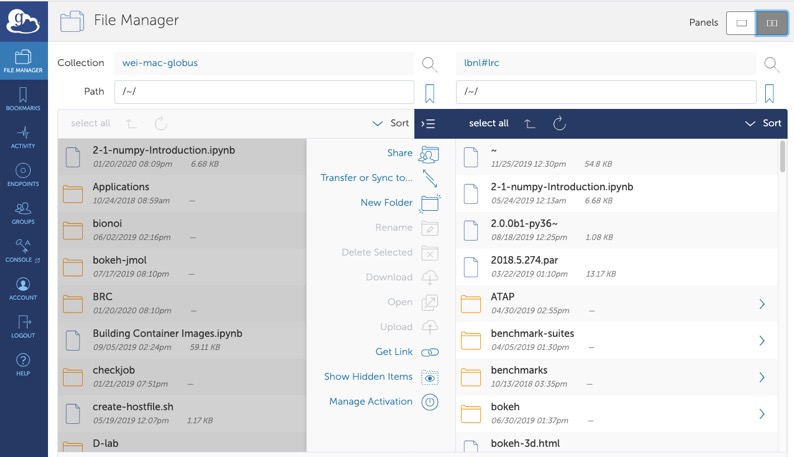 g
File Manager
Panels
FILE MANAGER
BOOKMARKS
ACTIVITY
ENDPOINTS
GROUPS
CONSOLE
ACCOUNT
LOGOUT
HELP
Collection
wei-mac-globus
lbnl#lrc
Path
/~/
/~/
select all
Sort
select all
Sort
2-1-numpy-Introduction.ipynb
01/20/2020 08:09pm 6.68 KB
Applications
10/24/2018 08:59am —
bionoi
06/02/2019 02:16pm —
bokeh-jmol
07/17/2019 08:10pm —
BRC
01/20/2020 08:10pm —
Building Container Images.ipynb
09/05/2019 02:24pm 59.11 KB
checkjob
01/21/2019 07:51pm —
create-hostfile.sh
05/19/2019 12:07pm 1.17 KB
D-lab
Share
Transfer or Sync to...
New Folder
Rename
Delete Selected
Download
Open
Upload
Get Link
Show Hidden Items
Manage Activation
~
11/25/2019 12:30pm 54.8 KB
2-1-numpy-Introduction.ipynb
05/24/2019 12:13am 6.68 KB
2.0.0b1-py36~
08/18/2019 12:25pm 1.08 KB
2018.5.274.par
03/22/2019 01:10pm 13.17 KB
ATAP
04/30/2019 02:55pm —
benchmark-suites
04/05/2019 01:30pm —
benchmarks
10/13/2018 03:35pm —
bokeh
06/30/2019 01:37pm —
bokeh-3d.html